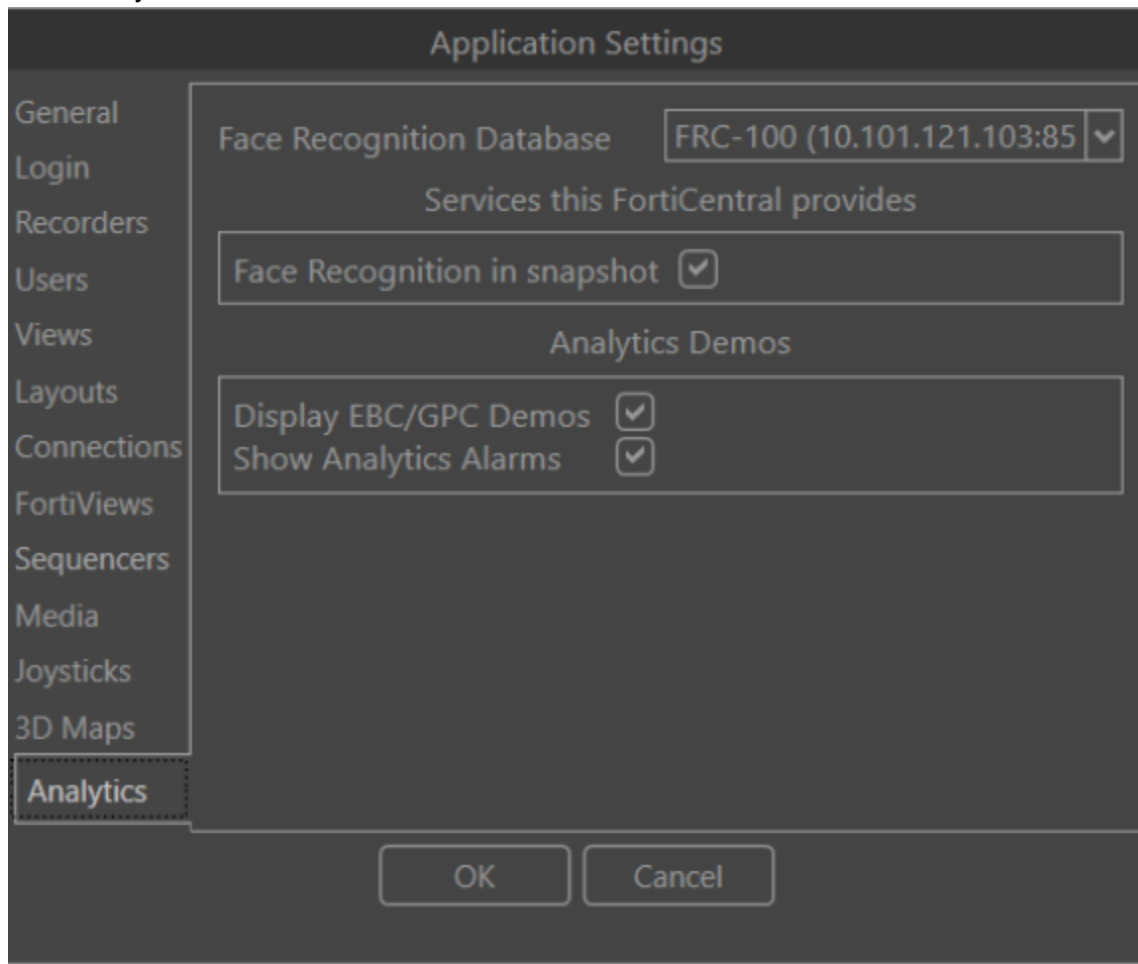 Application Settings
General
Login
Recorders
Users
Views
Layouts
Connections
FortiViews
Sequencers
Media
Joysticks
3D Maps
Analytics
Face Recognition Database
FRC-100 (10.101.121.103:85
Services this FortiCentral provides
Face Recognition in snapshot
Analytics Demos
Display EBC/GPC Demos
Show Analytics Alarms
OK
Cancel